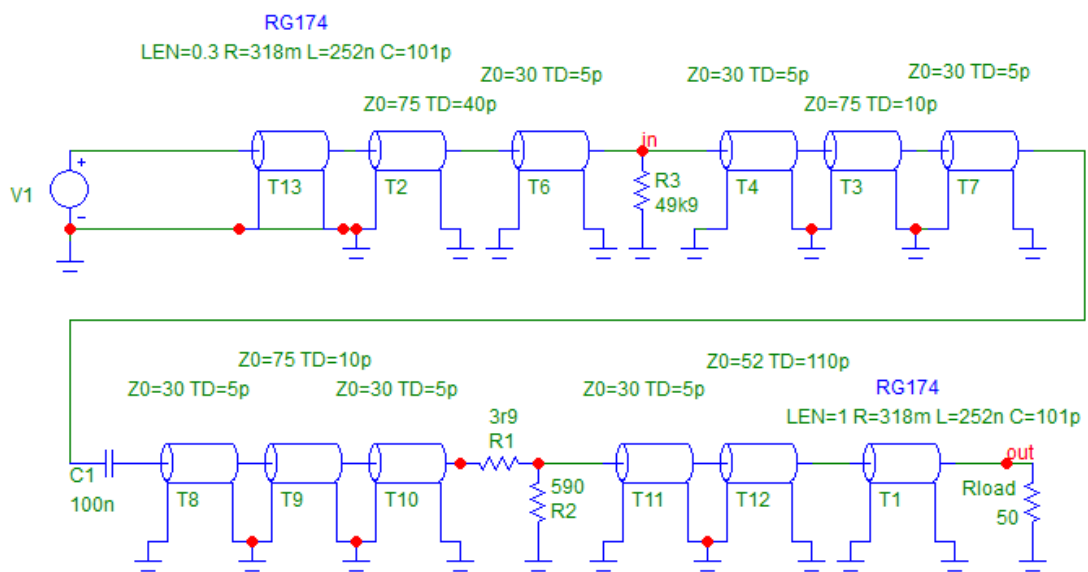 RG174
LEN=0.3 R=318m L=252n C=101p
Z0=30 TD=5p
Z0=30 TD=5p
Z0=30 TD=5p
Z0=75 TD=40p
Z0=75 TD=10p
in
+
V1
-
T13
T2
T6
R3
49k9
T4
T3
T7
Z0=75 TD=10p
Z0=52 TD=110p
Z0=30 TD=5p
Z0=30 TD=5p
Z0=30 TD=5p
RG174
LEN=1 R=318m L=252n C=101p
3r9
R1
out
C1
100n
T8
T9
T10
590
R2
T11
T12
T1
Rload
50